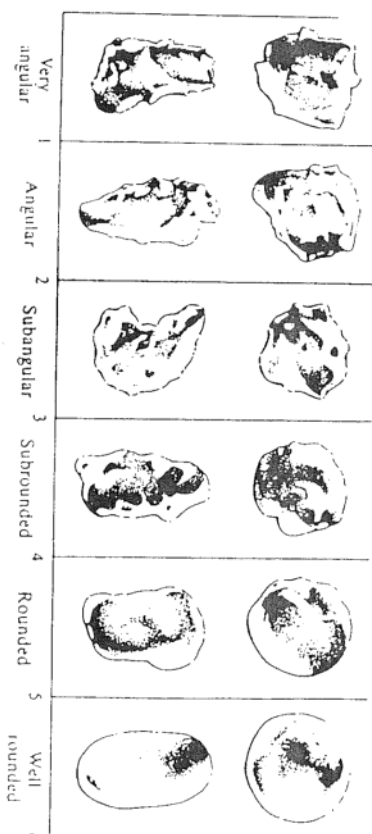 Very
angular
1
Angular
2
Subangular
3
Subrounded
4
Rounded
5
Well
rounded